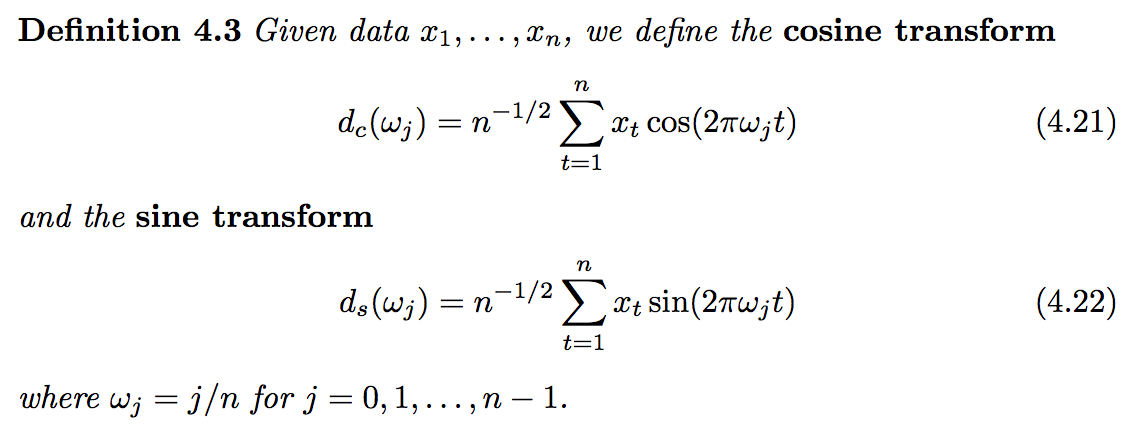 Definition 4.3 Given data x₁, . . . , xₙ, we define the cosine transform
d_c(ω_j) = n^{−1/2} ∑_{t=1}^{n} x_t cos(2πω_j t) (4.21)
and the sine transform
d_s(ω_j) = n^{−1/2} ∑_{t=1}^{n} x_t sin(2πω_j t) (4.22)
where ω_j = j/n for j = 0, 1, . . . , n − 1.